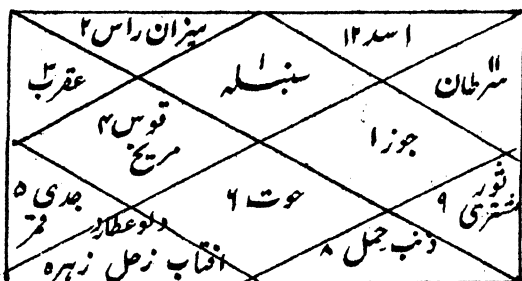 میزان راس ۲
اسد ۱۲
عقرب ۳
سنبلہ ۱
سرطان ۱۱
قوس ۴
مریخ
جوزا
جدی ۵
قمر
حوت ۶
ثور ۹
مشتری
دلو عطارد
آفتاب زحل زہرہ
ذنب حمل ۸